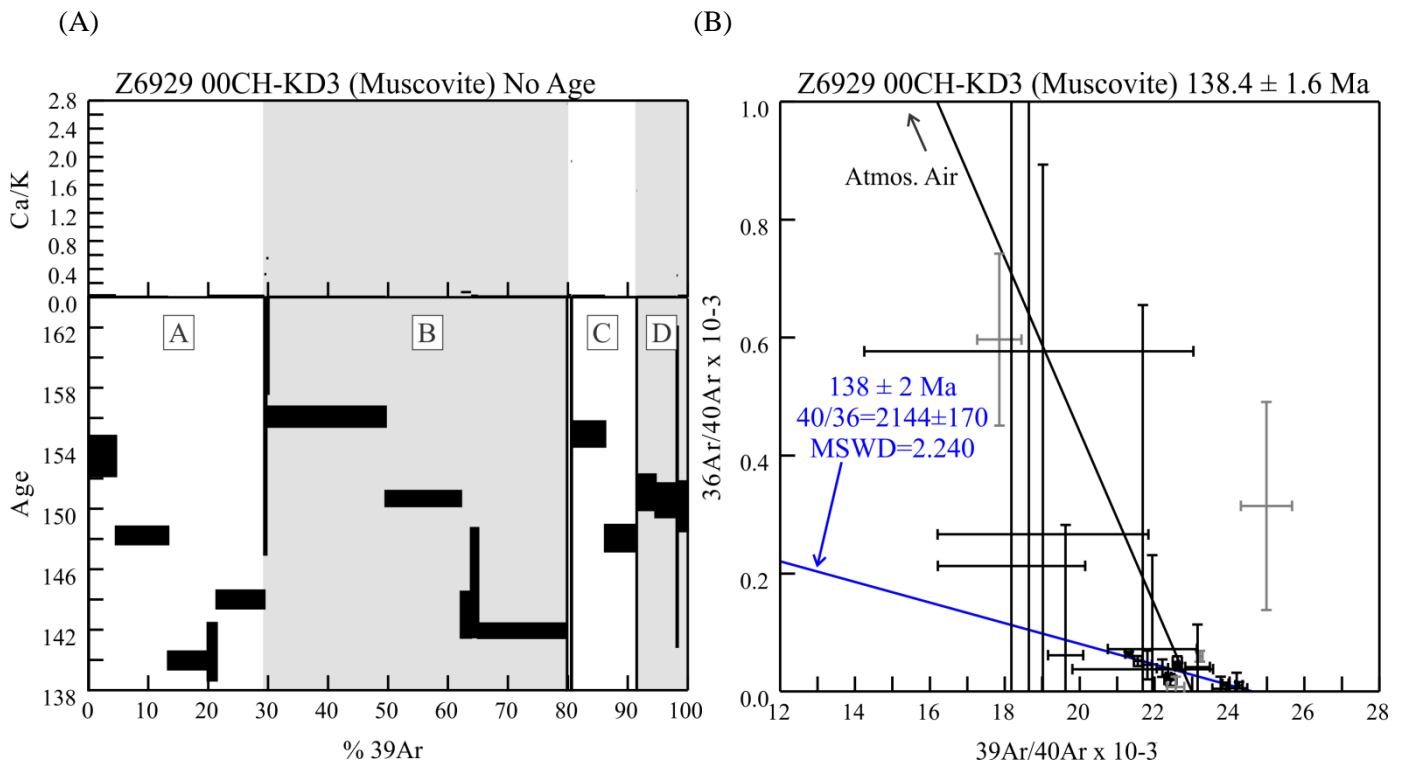 (A)
(B)
Z6929 00CH-KD3 (Muscovite) No Age
2.8
2.4
2.0
1.6
1.2
0.8
0.4
0.0
Ca/K
162
158
154
150
146
142
138
Age
A
B
C
D
0 10 20 30 40 50 60 70 80 90 100
% 39Ar
Z6929 00CH-KD3 (Muscovite) 138.4 ± 1.6 Ma
1.0
0.8
0.6
0.4
0.2
0.0
36Ar/40Ar x 10-3
Atmos. Air
138 ± 2 Ma
40/36=2144±170
MSWD=2.240
12 14 16 18 20 22 24 26 28
39Ar/40Ar x 10-3